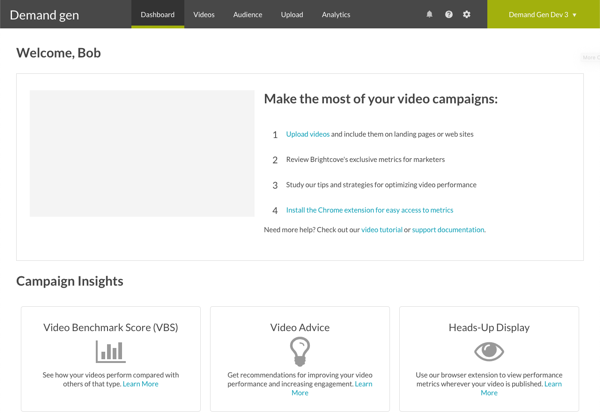 Demand gen
Dashboard
Videos
Audience
Upload
Analytics
Demand Gen Dev 3
Welcome, Bob
Make the most of your video campaigns:
1 Upload videos and include them on landing pages or web sites
2 Review Brightcove's exclusive metrics for marketers
3 Study our tips and strategies for optimizing video performance
4 Install the Chrome extension for easy access to metrics
Need more help? Check out our video tutorial or support documentation.
Campaign Insights
Video Benchmark Score (VBS)
See how your videos perform compared with
others of that type. Learn More
Video Advice
Get recommendations for improving your video
performance and increasing engagement. Learn
More
Heads-Up Display
Use our browser extension to view performance
metrics wherever your video is published. Learn
More